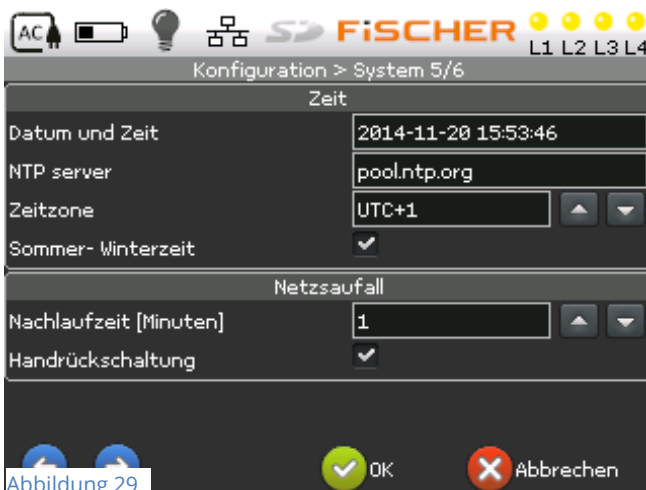 AC
SD FiSCHER
L1 L2 L3 L4
Konfiguration > System 5/6
Zeit
Datum und Zeit 2014-11-20 15:53:46
NTP server pool.ntp.org
Zeitzone UTC+1
Sommer- Winterzeit
Netzsaufall
Nachlaufzeit [Minuten] 1
Handrückschaltung
OK Abbrechen
Abbildung 29